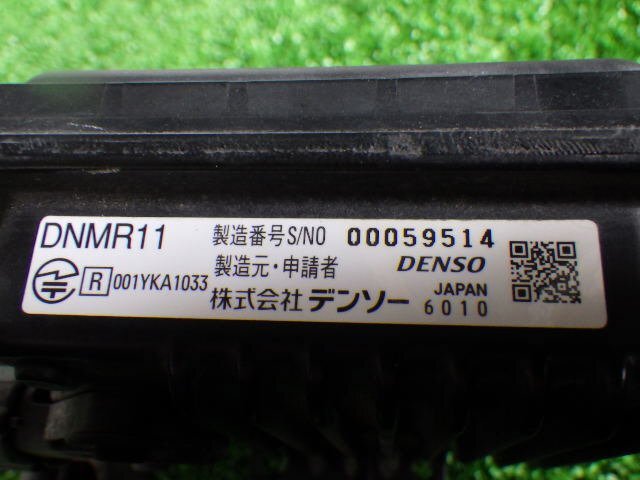 DNMR11 製造番号S/NO 00059514
R 001YKA1033 製造元・申請者 DENSO
株式会社デンソー JAPAN
6010